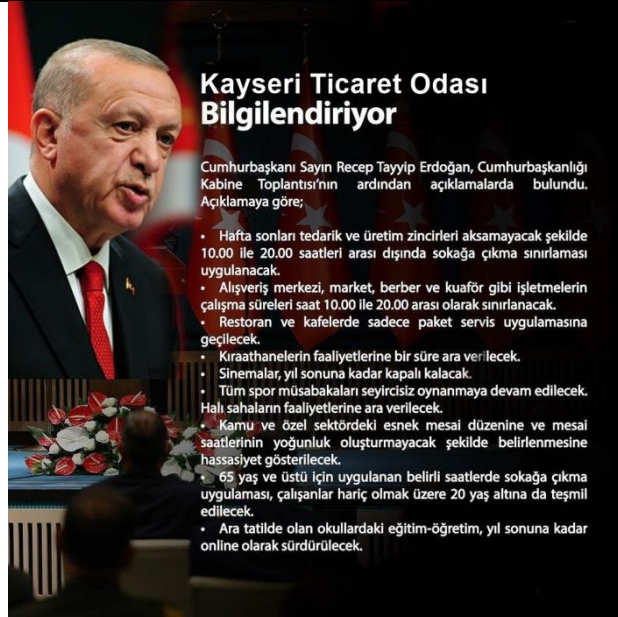 Kayseri Ticaret Odası
Bilgilendiriyor
Cumhurbaşkanı Sayın Recep Tayyip Erdoğan, Cumhurbaşkanlığı
Kabine Toplantısı'nın ardından açıklamalarda bulundu.
Açıklamaya göre;
• Hafta sonları tedarik ve üretim zincirleri aksamayacak şekilde
10.00 ile 20.00 saatleri arası dışında sokağa çıkma sınırlaması
uygulanacak.
• Alışveriş merkezi, market, berber ve kuaför gibi işletmelerin
çalışma süreleri saat 10.00 ile 20.00 arası olarak sınırlanacak.
• Restoran ve kafelerde sadece paket servis uygulamasına
geçilecek.
• Kıraathanelerin faaliyetlerine bir süre ara verilecek.
• Sinemalar, yıl sonuna kadar kapalı kalacak.
• Tüm spor müsabakaları seyircisiz oynanmaya devam edilecek.
Halı sahaların faaliyetlerine ara verilecek.
• Kamu ve özel sektördeki esnek mesai düzenine ve mesai
saatlerinin yoğunluk oluşturmayacak şekilde belirlenmesine
hassasiyet gösterilecek.
• 65 yaş ve üstü için uygulanan belirli saatlerde sokağa çıkma
uygulaması, çalışanlar hariç olmak üzere 20 yaş altına da teşmil
edilecek.
• Ara tatilde olan okullardaki eğitim-öğretim, yıl sonuna kadar
online olarak sürdürülecek.